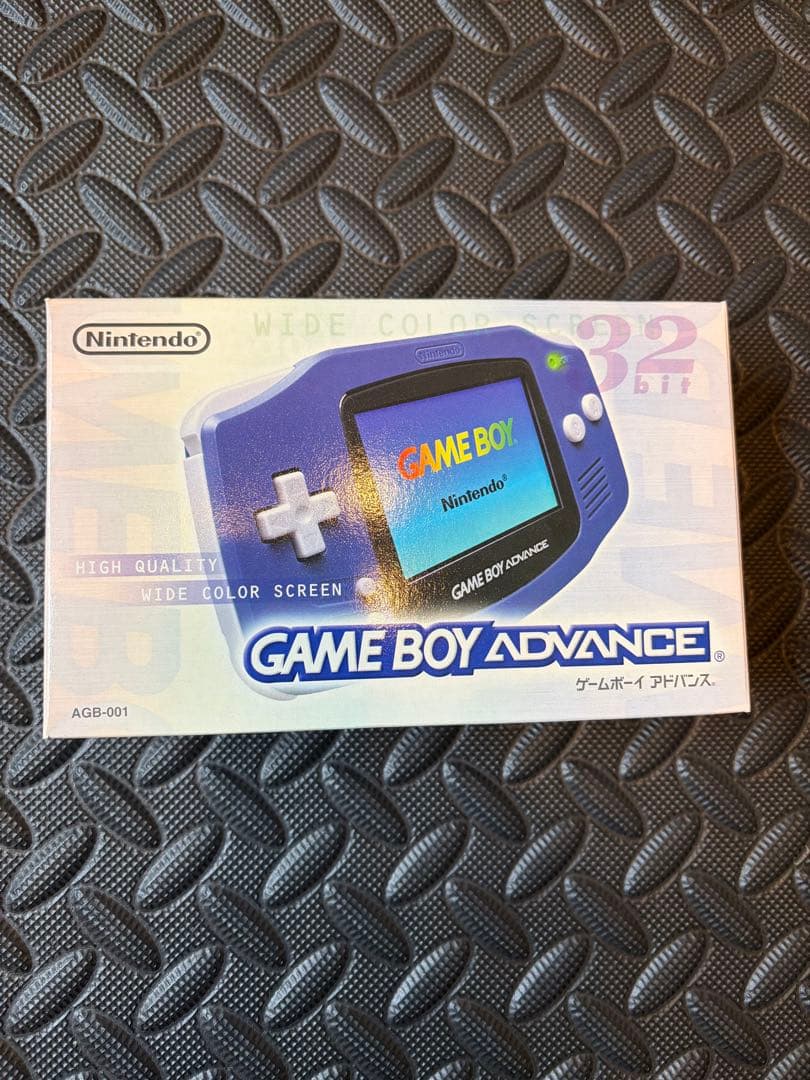 Nintendo®
WIDE COLOR SCREEN
32
bit
Nintendo
GAME BOY
Nintendo®
GAME BOY ADVANCE
HIGH QUALITY
WIDE COLOR SCREEN
GAME BOY ADVANCE®
ゲームボーイ アドバンス®
AGB-001